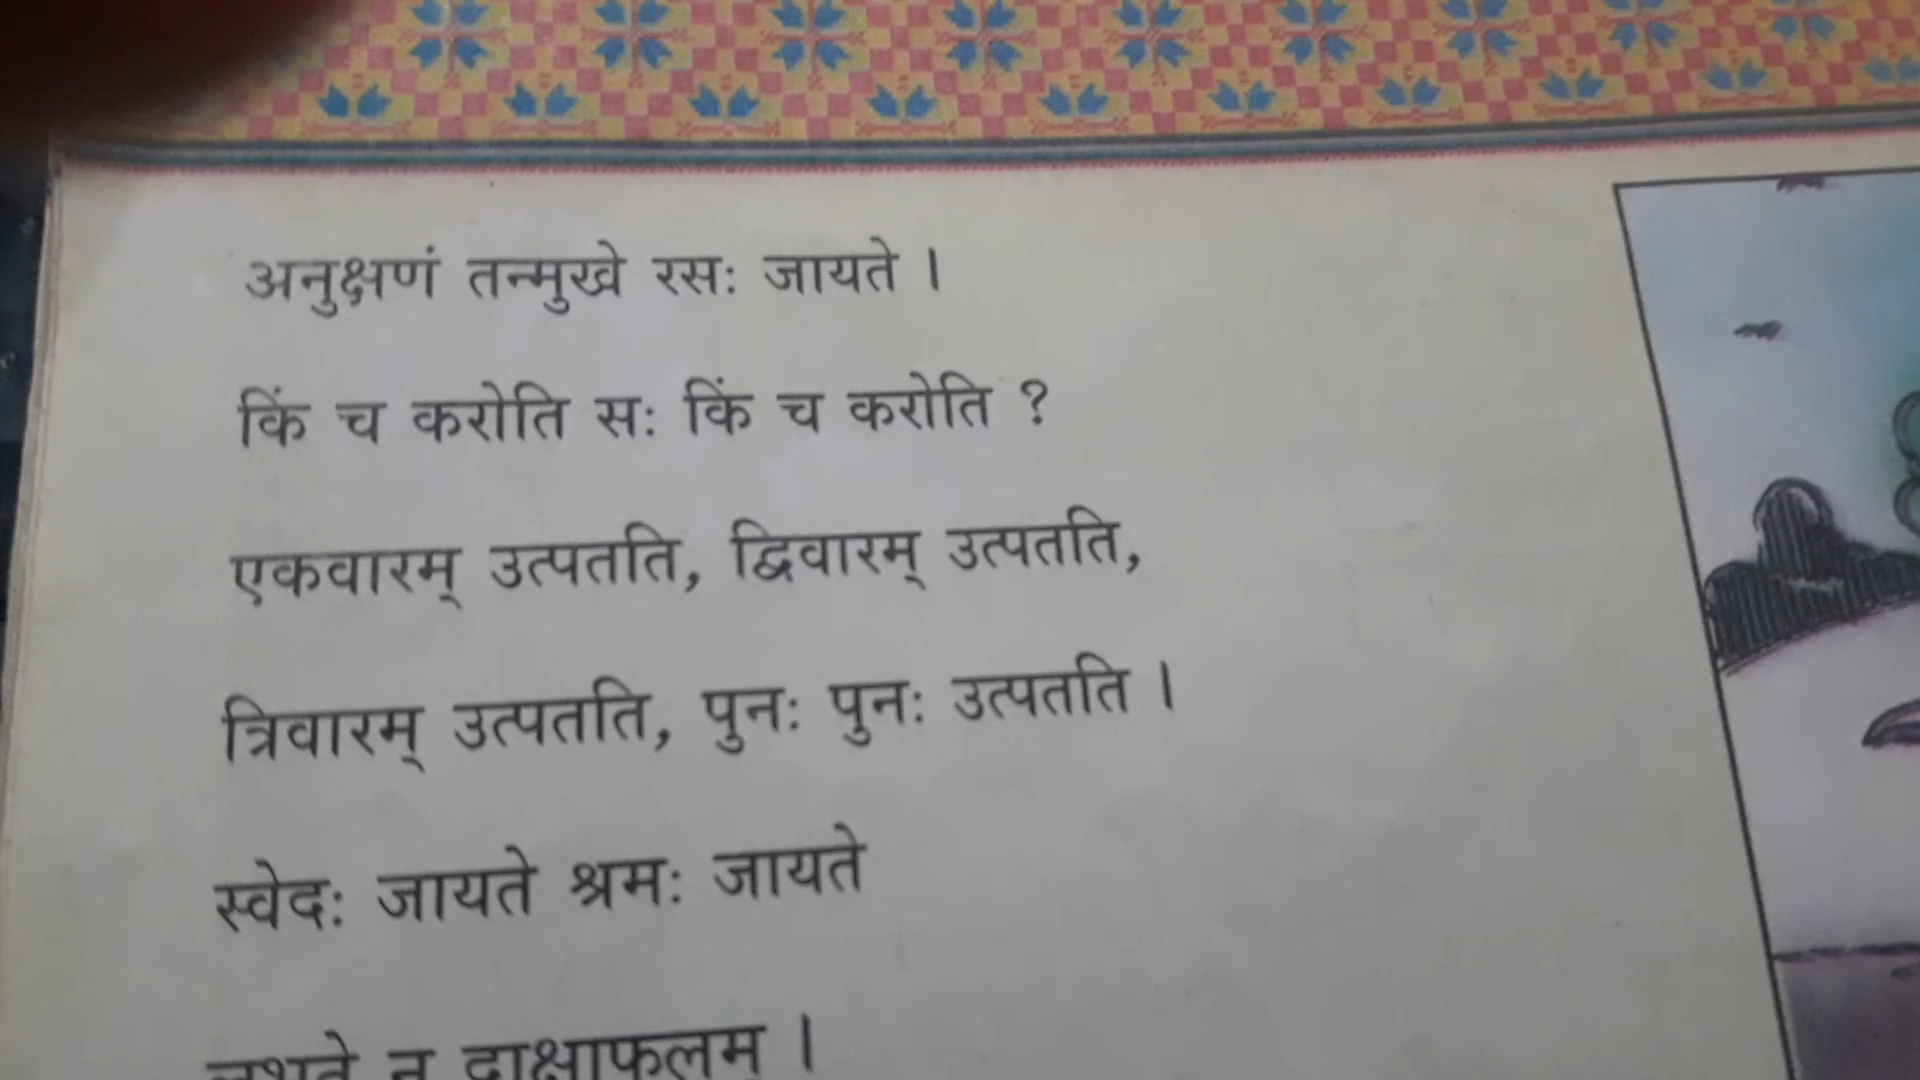 अनुक्षणं तन्मुखे रसः जायते ।
किं च करोति सः किं च करोति ?
एकवारम् उत्पतति, द्विवारम् उत्पतति,
त्रिवारम् उत्पतति, पुनः पुनः उत्पतति ।
स्वेदः जायते श्रमः जायते
लभते न द्राक्षाफलम् ।